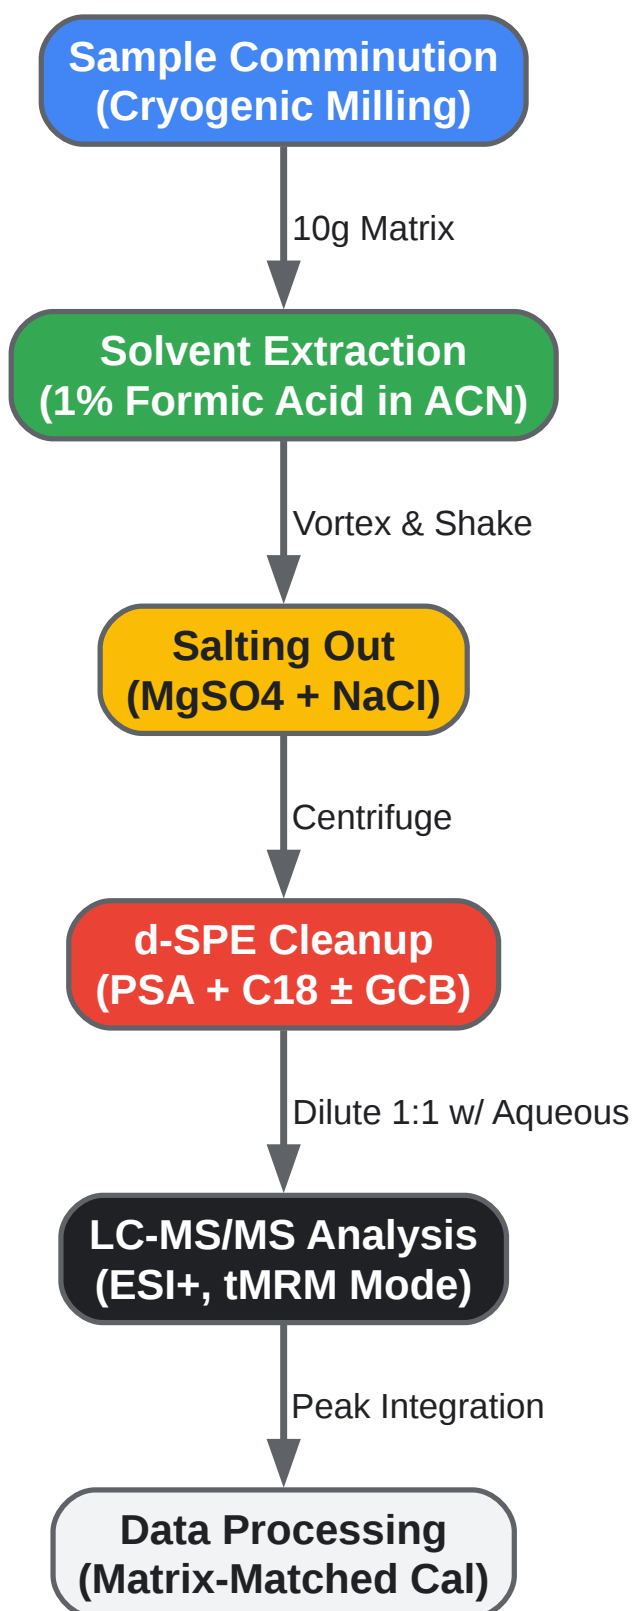 Sample Comminution
(Cryogenic Milling)
10g Matrix
Solvent Extraction
(1% Formic Acid in ACN)
Vortex & Shake
Salting Out
(MgSO4 + NaCl)
Centrifuge
d-SPE Cleanup
(PSA + C18 ± GCB)
Dilute 1:1 w/ Aqueous
LC-MS/MS Analysis
(ESI+, tMRM Mode)
Peak Integration
Data Processing
(Matrix-Matched Cal)